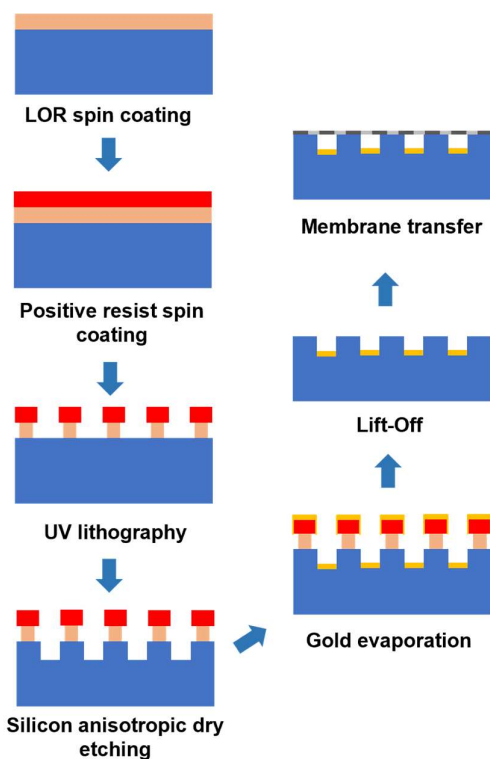 LOR spin coating
Positive resist spin
coating
UV lithography
Silicon anisotropic dry
etching
Gold evaporation
Lift-Off
Membrane transfer